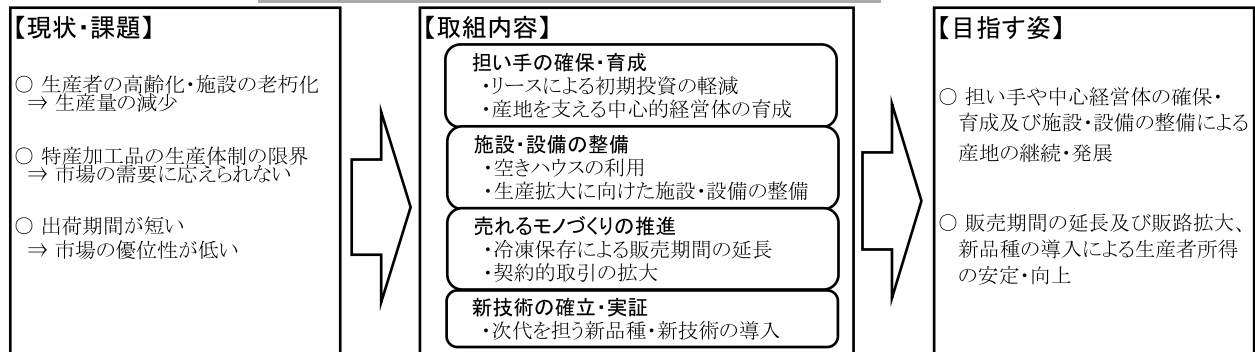 【現状・課題】
○ 生産者の高齢化・施設の老朽化
⇒ 生産量の減少
○ 特産加工品の生産体制の限界
⇒ 市場の需要に応えられない
○ 出荷期間が短い
⇒ 市場の優位性が低い
【取組内容】
担い手の確保・育成
・リースによる初期投資の軽減
・産地を支える中心的経営体の育成
施設・設備の整備
・空きハウスの利用
・生産拡大に向けた施設・設備の整備
売れるモノづくりの推進
・冷凍保存による販売期間の延長
・契約的取引の拡大
新技術の確立・実証
・次代を担う新品種・新技術の導入
【目指す姿】
○ 担い手や中心経営体の確保・
育成及び施設・設備の整備による
産地の継続・発展
○ 販売期間の延長及び販路拡大、
新品種の導入による生産者所得
の安定・向上